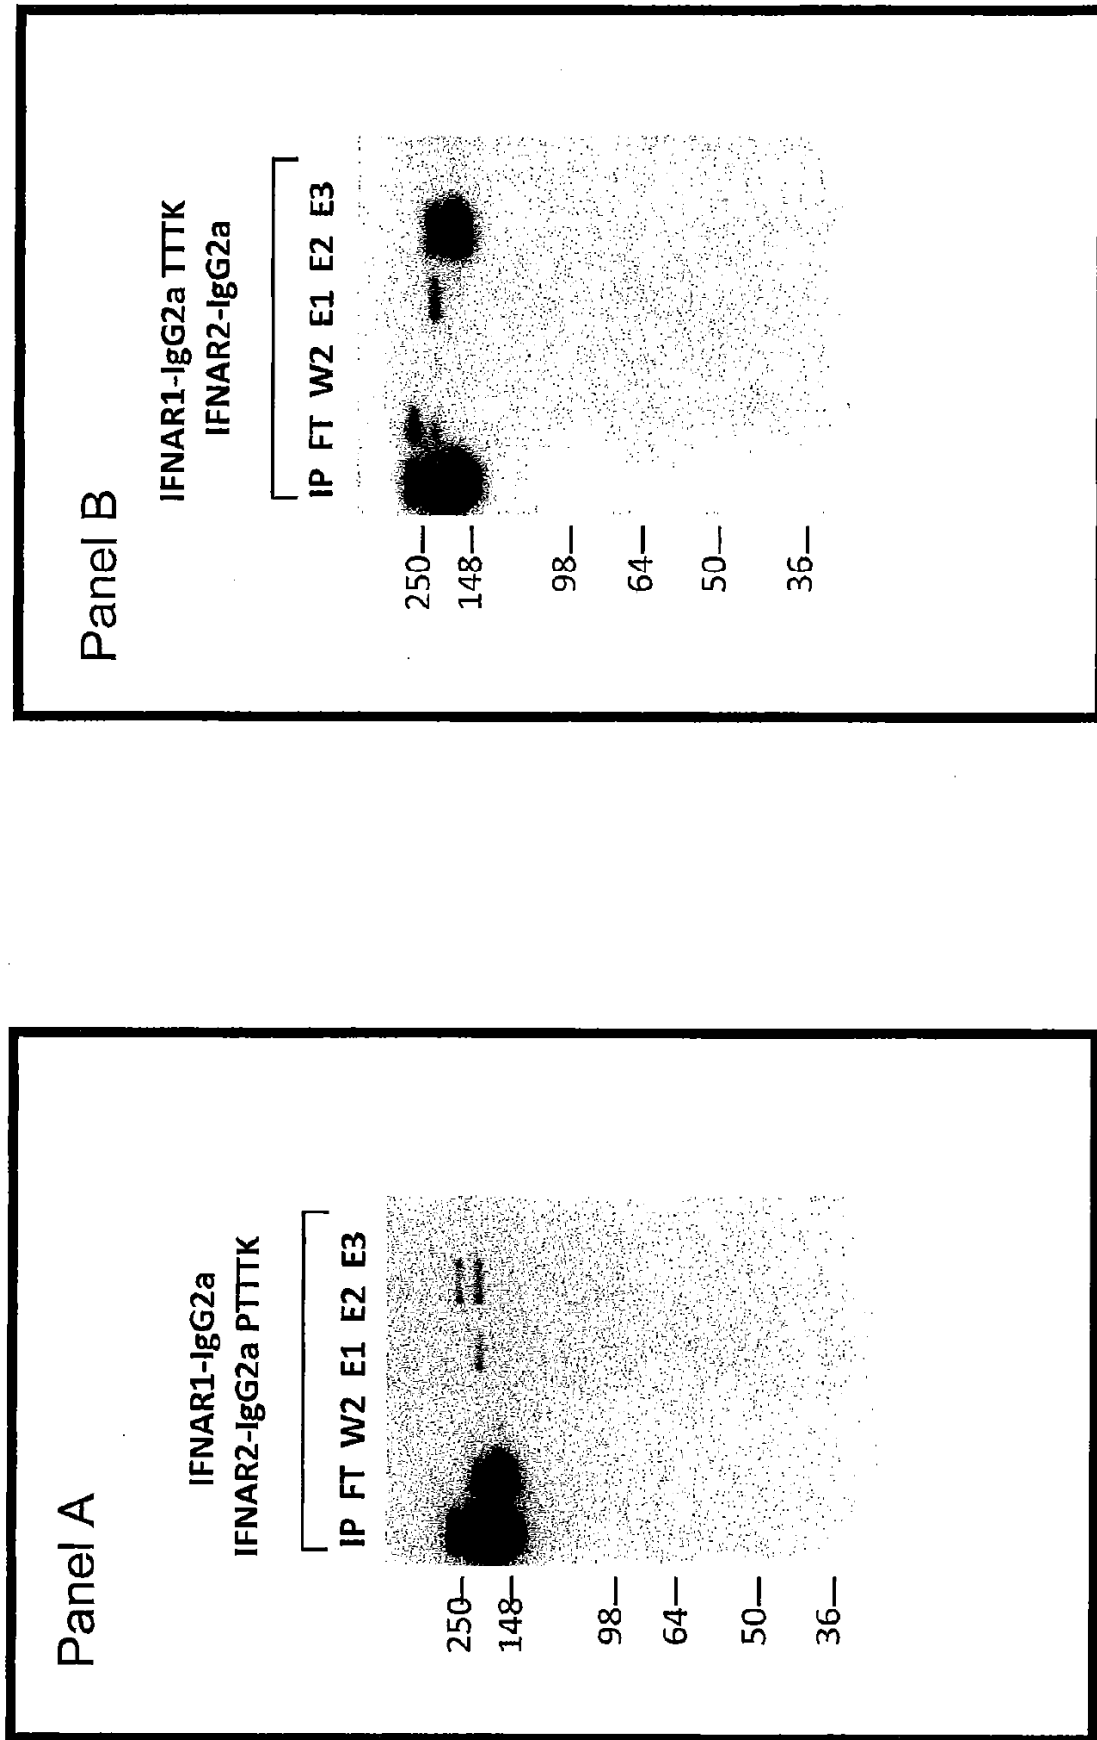 Panel A
IFNAR1-IgG2a
IFNAR2-IgG2a PTTTK
IP FT W2 E1 E2 E3
250
148
98
64
50
36
Panel B
IFNAR1-IgG2a TTTK
IFNAR2-IgG2a
IP FT W2 E1 E2 E3
250
148
98
64
50
36